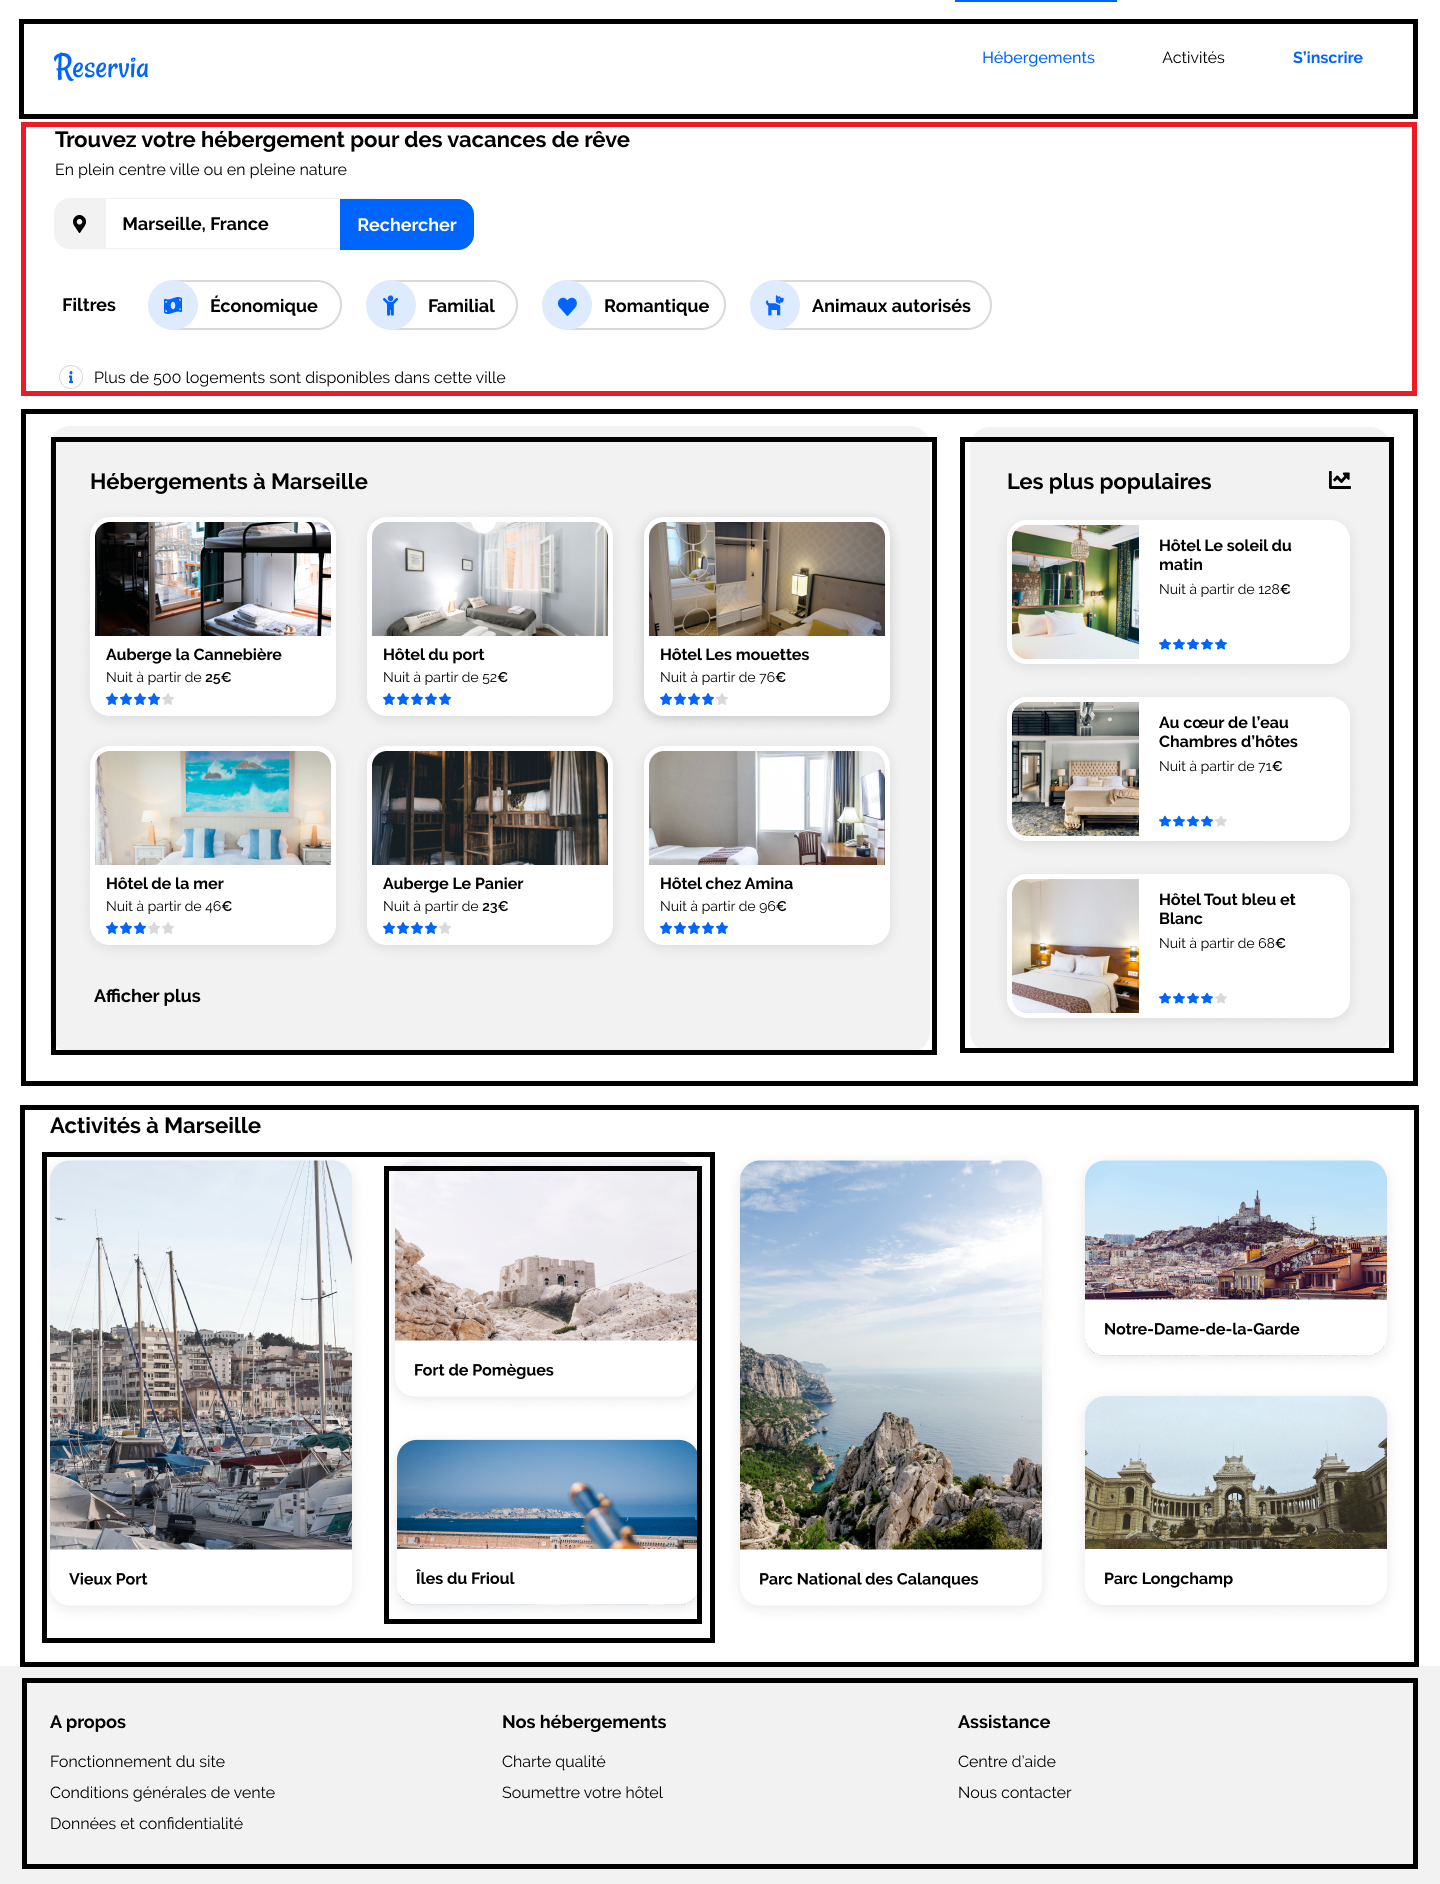 Reservia
Hébergements
Activités
S'inscrire
Trouvez votre hébergement pour des vacances de rêve
En plein centre ville ou en pleine nature
Marseille, France
Rechercher
Filtres
Économique
Familial
Romantique
Animaux autorisés
Plus de 500 logements sont disponibles dans cette ville
Hébergements à Marseille
Auberge la Cannebière
Nuit à partir de 25€
Hôtel du port
Nuit à partir de 52€
Hôtel Les mouettes
Nuit à partir de 76€
Hôtel de la mer
Nuit à partir de 46€
Auberge Le Panier
Nuit à partir de 23€
Hôtel chez Amina
Nuit à partir de 96€
Afficher plus
Les plus populaires
Hôtel Le soleil du
matin
Nuit à partir de 128€
Au cœur de l'eau
Chambres d'hôtes
Nuit à partir de 71€
Hôtel Tout bleu et
Blanc
Nuit à partir de 68€
Activités à Marseille
Vieux Port
Fort de Pomègues
Îles du Frioul
Parc National des Calanques
Notre-Dame-de-la-Garde
Parc Longchamp
A propos
Fonctionnement du site
Conditions générales de vente
Données et confidentialité
Nos hébergements
Charte qualité
Soumettre votre hôtel
Assistance
Centre d'aide
Nous contacter